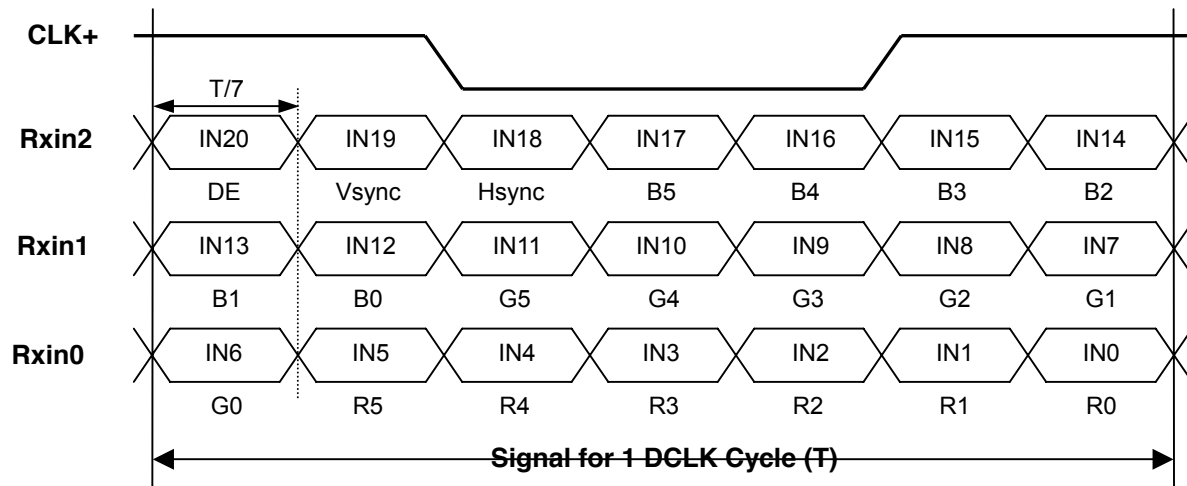 CLK+
T/7
Rxin2 IN20 IN19 IN18 IN17 IN16 IN15 IN14
DE Vsync Hsync B5 B4 B3 B2
Rxin1 IN13 IN12 IN11 IN10 IN9 IN8 IN7
B1 B0 G5 G4 G3 G2 G1
Rxin0 IN6 IN5 IN4 IN3 IN2 IN1 IN0
G0 R5 R4 R3 R2 R1 R0
Signal for 1 DCLK Cycle (T)